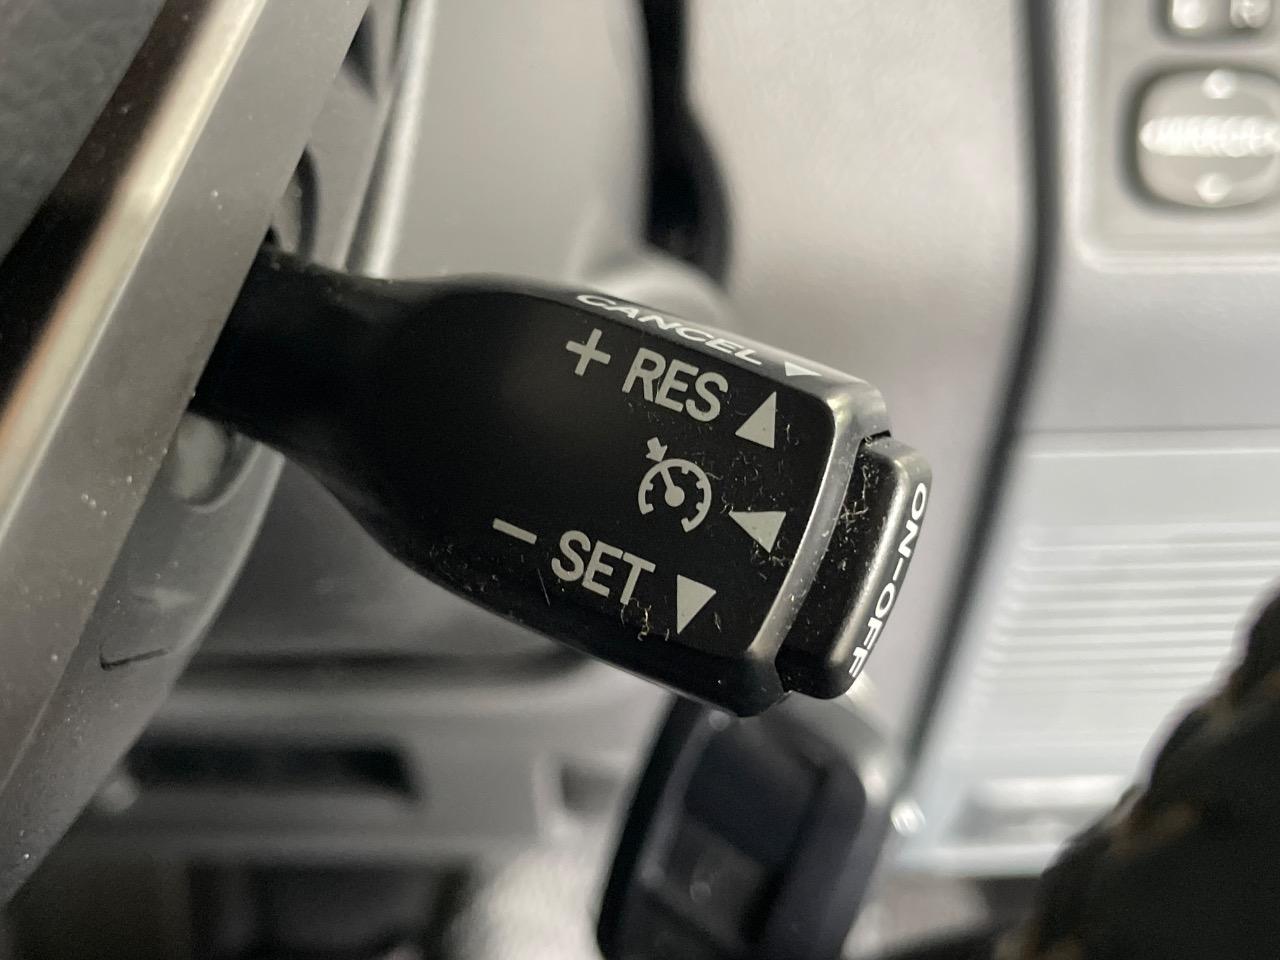 CANCEL
+ RES
- SET
ON-OFF